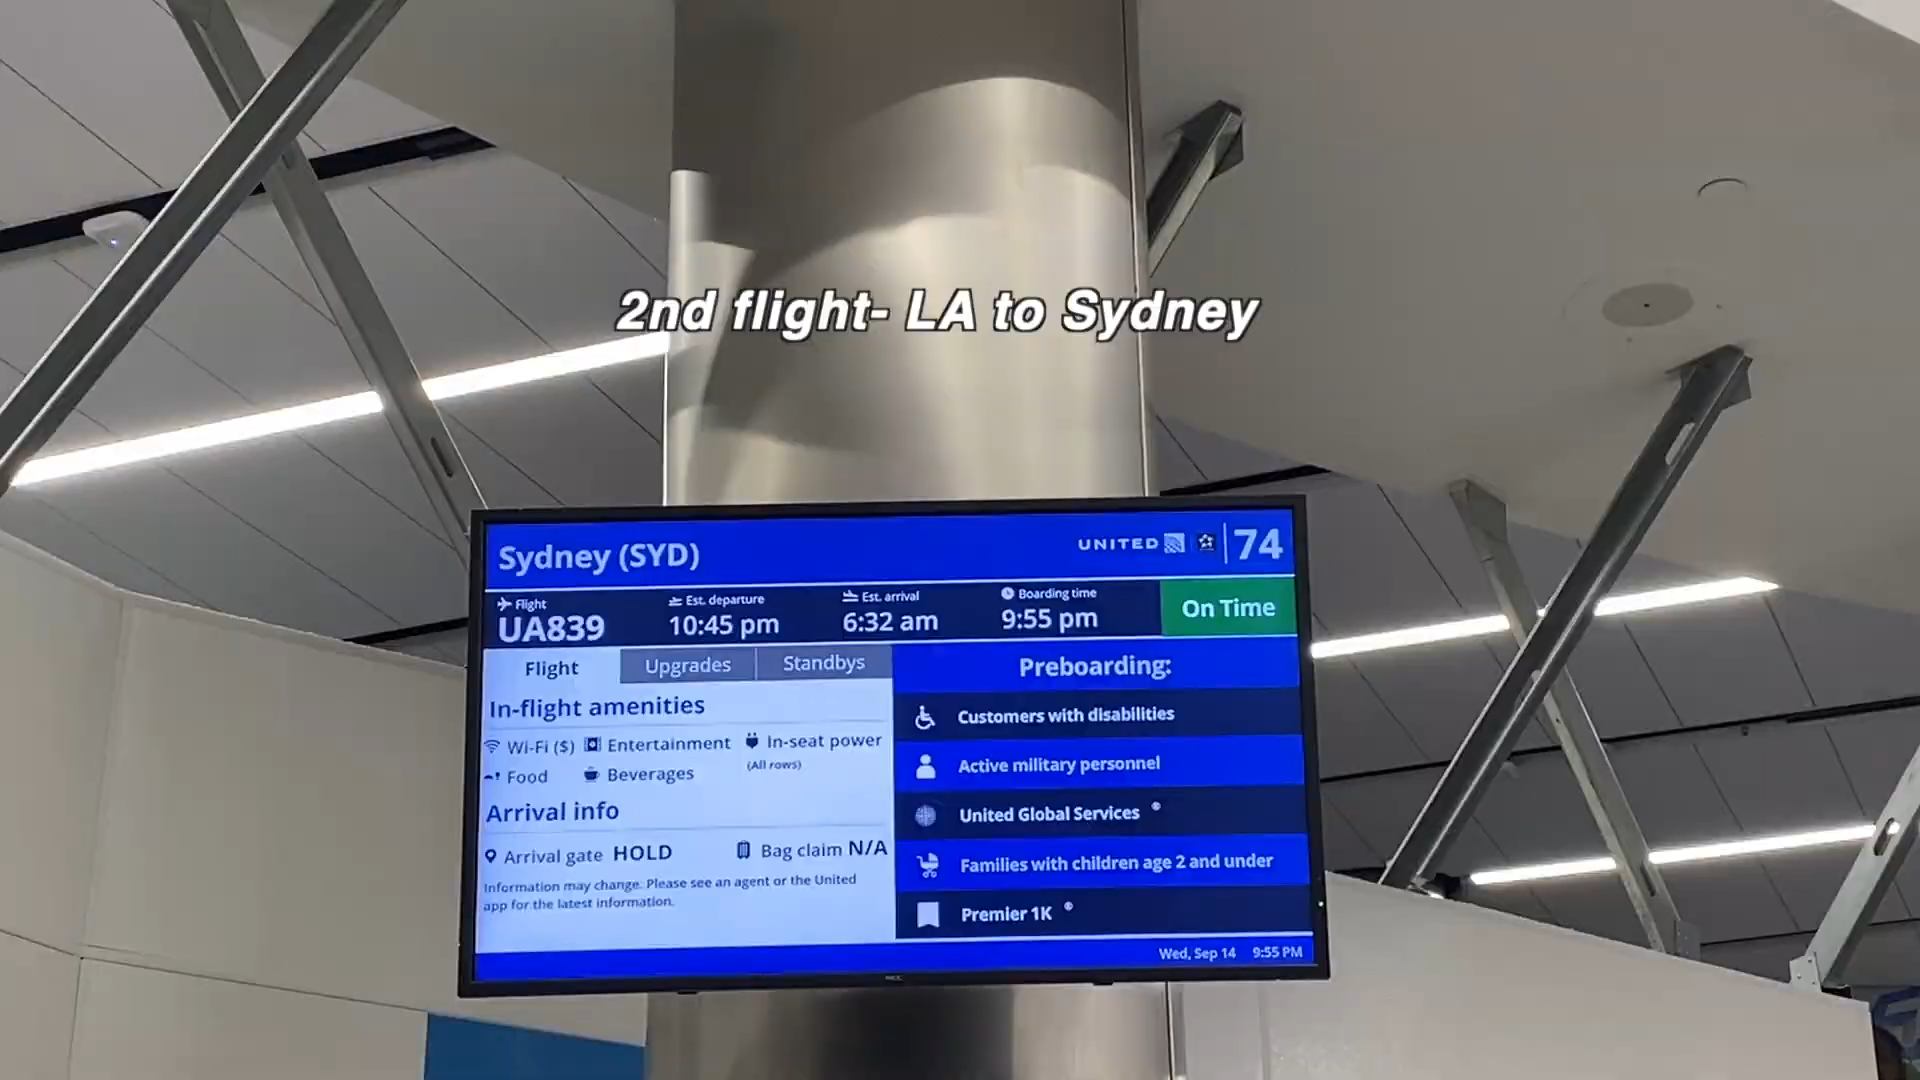 2nd flight- LA to Sydney
Sydney (SYD)
UNITED
74
Flight
UA839
Est. departure
10:45 pm
Est. arrival
6:32 am
Boarding time
9:55 pm
On Time
Flight
Upgrades
Standbys
In-flight amenities
Wi-Fi ($)
Entertainment
In-seat power
(All rows)
Food
Beverages
Arrival info
Arrival gate HOLD
Bag claim N/A
Information may change. Please see an agent or the United
app for the latest information.
Preboarding:
Customers with disabilities
Active military personnel
United Global Services ®
Families with children age 2 and under
Premier 1K ®
Wed, Sep 14 9:55 PM
NEC